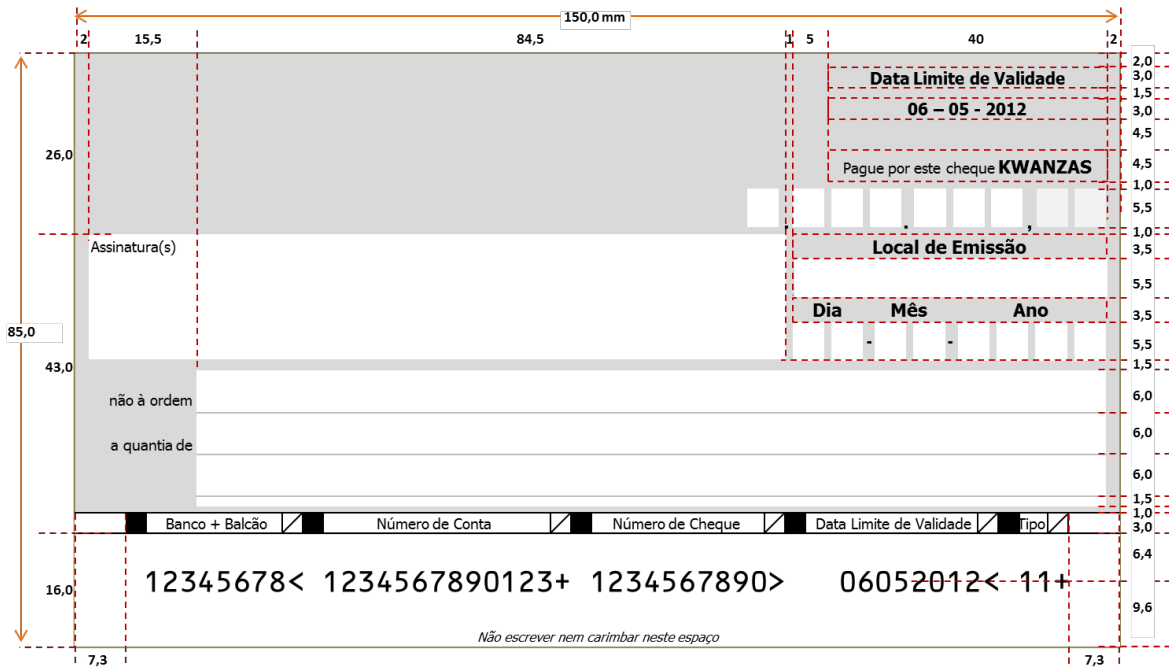 150,0 mm
2 15,5 84,5 1 5 40 2
2,0
Data Limite de Validade
3,0
1,5
06 – 05 - 2012
3,0
4,5
26,0
4,5
Pague por este cheque KWANZAS
1,0
5,5
. . ,
1,0
Assinatura(s)
Local de Emissão
3,5
5,5
85,0
Dia Mês Ano
3,5
- -
5,5
43,0
1,5
não à ordem
6,0
a quantia de
6,0
6,0
1,5
1,0
Banco + Balcão Número de Conta Número de Cheque Data Limite de Validade Tipo
3,0
6,4
16,0
12345678< 1234567890123+ 1234567890> 06052012< 11+
9,6
Não escrever nem carimbar neste espaço
7,3 7,3